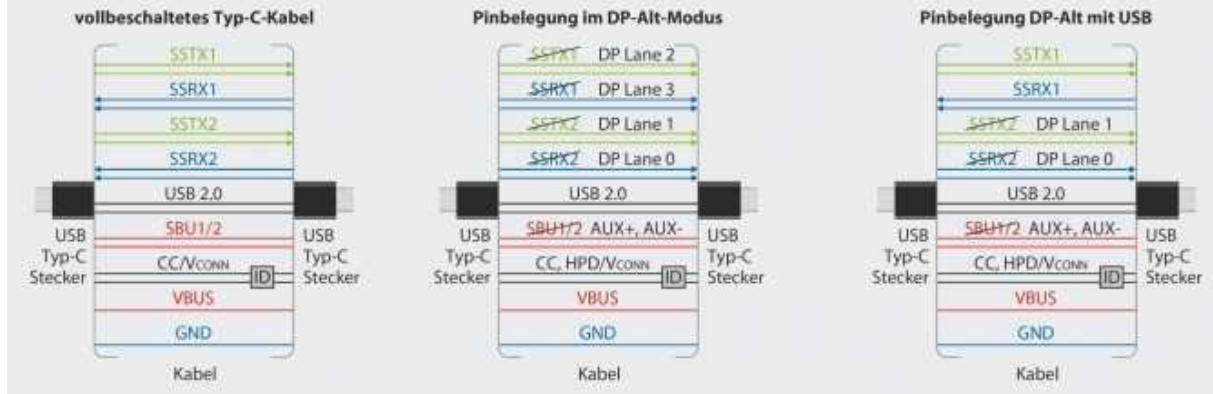 vollbeschaltetes Typ-C-Kabel
SSTX1
SSRX1
SSTX2
SSRX2
USB 2.0
SBU1/2
CC/VCONN
ID
VBUS
GND
USB
Typ-C
Stecker
USB
Typ-C
Stecker
Kabel
Pinbelegung im DP-Alt-Modus
SSTX1 DP Lane 2
SSRX1 DP Lane 3
SSTX2 DP Lane 1
SSRX2 DP Lane 0
USB 2.0
SBU1/2 AUX+, AUX-
CC, HPD/VCONN
ID
VBUS
GND
USB
Typ-C
Stecker
USB
Typ-C
Stecker
Kabel
Pinbelegung DP-Alt mit USB
SSTX1
SSRX1
SSTX2 DP Lane 1
SSRX2 DP Lane 0
USB 2.0
SBU1/2 AUX+, AUX-
CC, HPD/VCONN
ID
VBUS
GND
USB
Typ-C
Stecker
USB
Typ-C
Stecker
Kabel